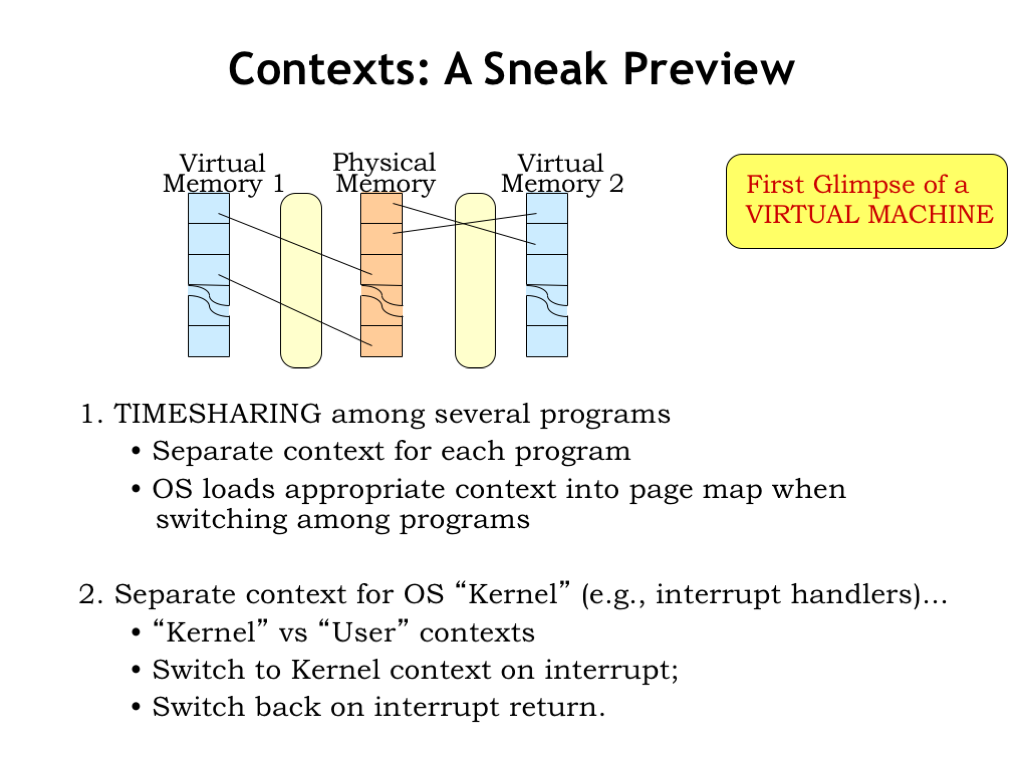 Contexts: A Sneak Preview
Virtual
Memory 1
Physical
Memory
Virtual
Memory 2
First Glimpse of a
VIRTUAL MACHINE
1. TIMESHARING among several programs
• Separate context for each program
• OS loads appropriate context into page map when
switching among programs
2. Separate context for OS “Kernel” (e.g., interrupt handlers)...
• “Kernel” vs “User” contexts
• Switch to Kernel context on interrupt;
• Switch back on interrupt return.